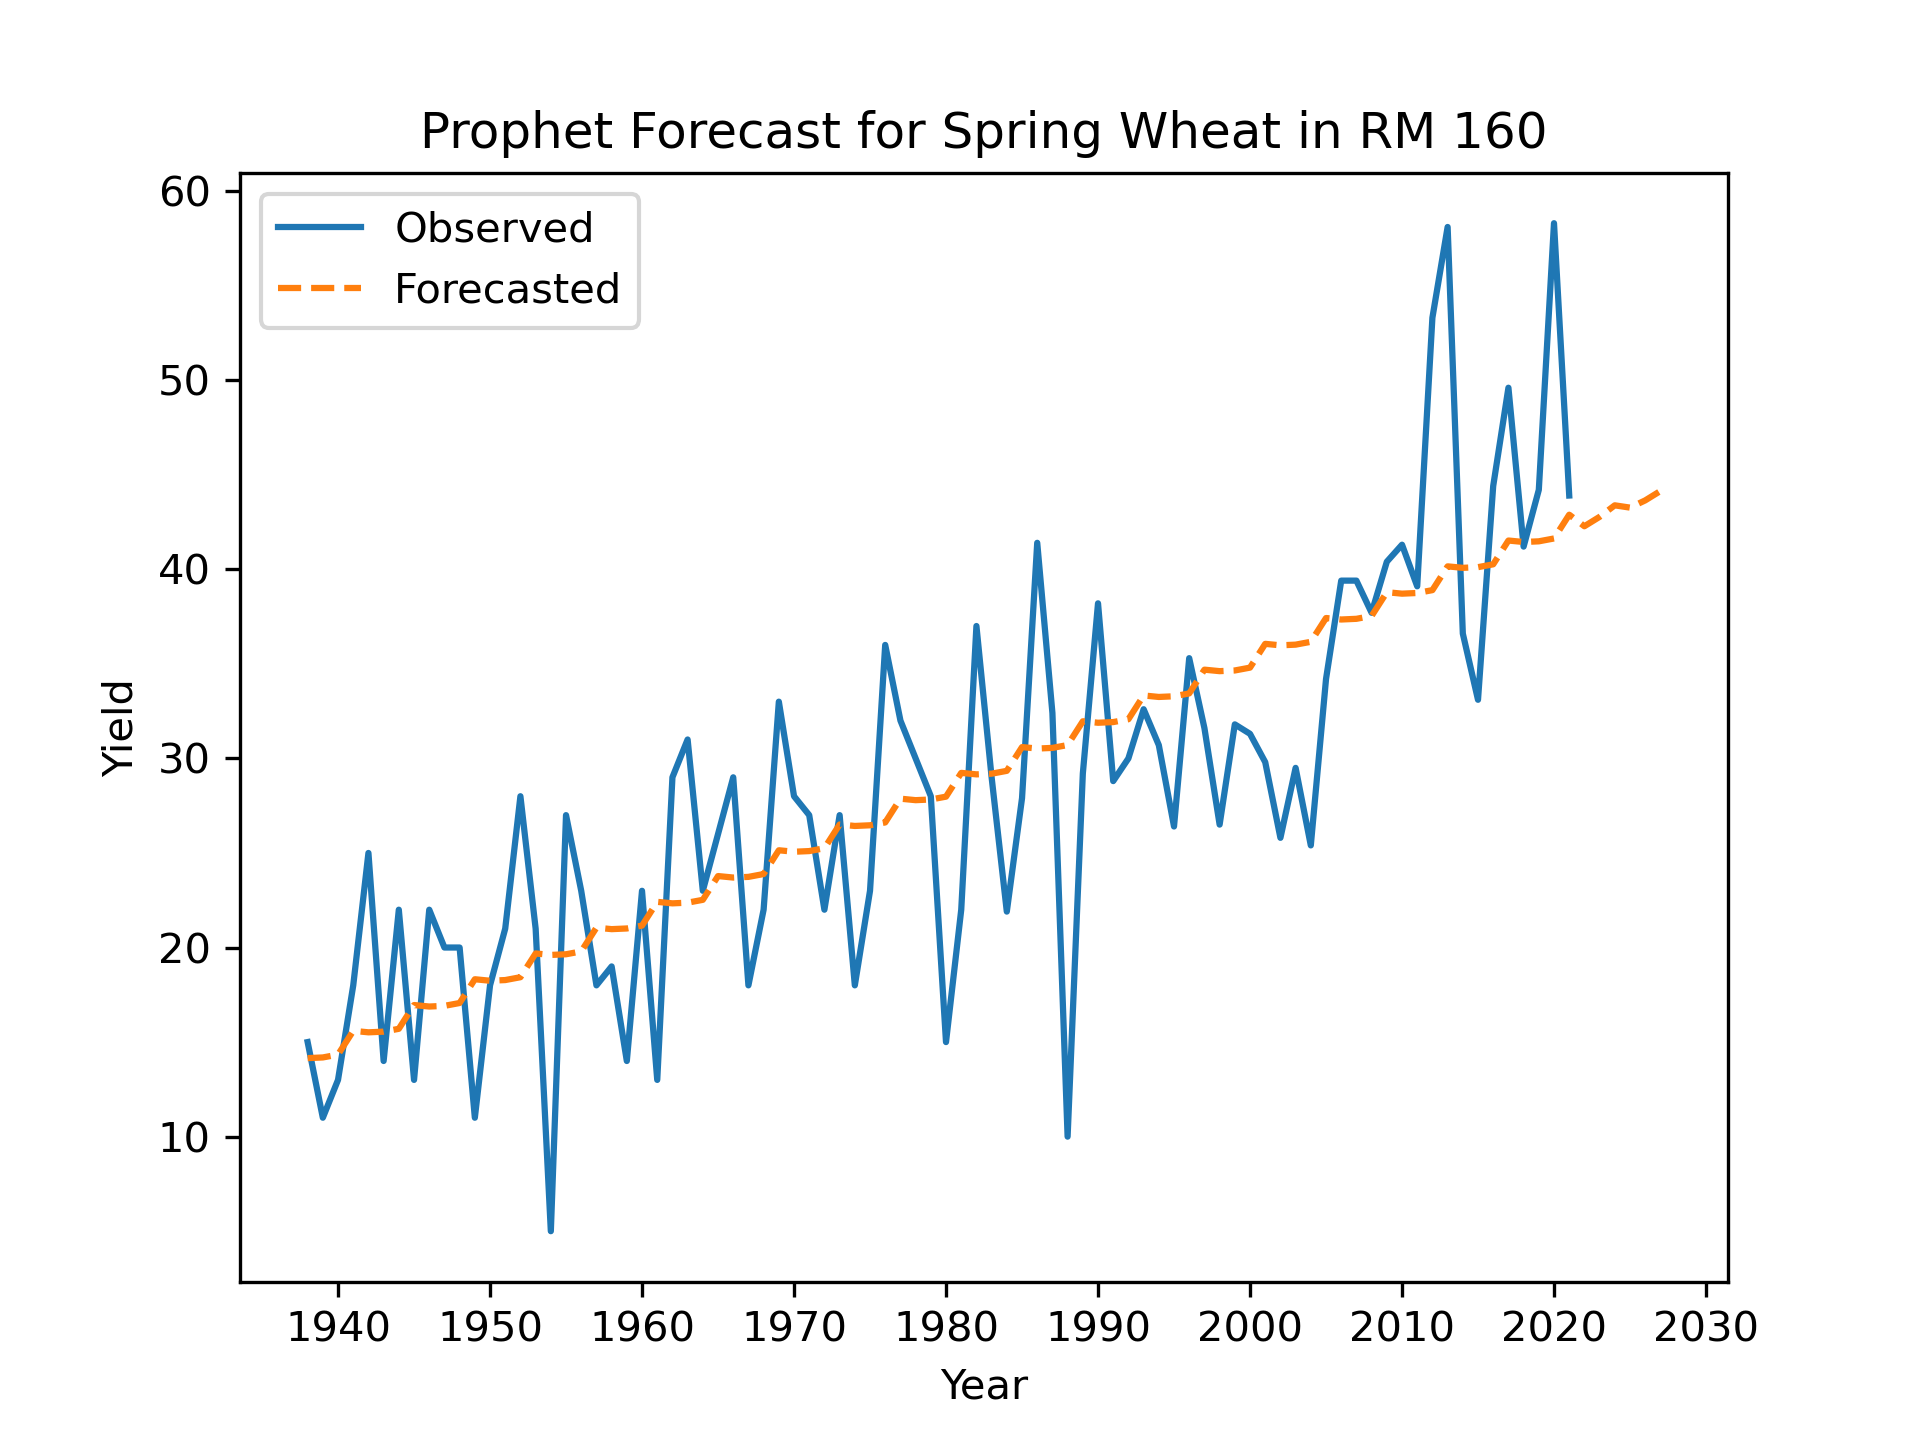 Prophet Forecast for Spring Wheat in RM 160
Observed
Forecasted
60
50
40
30
20
10
Yield
1940 1950 1960 1970 1980 1990 2000 2010 2020 2030
Year